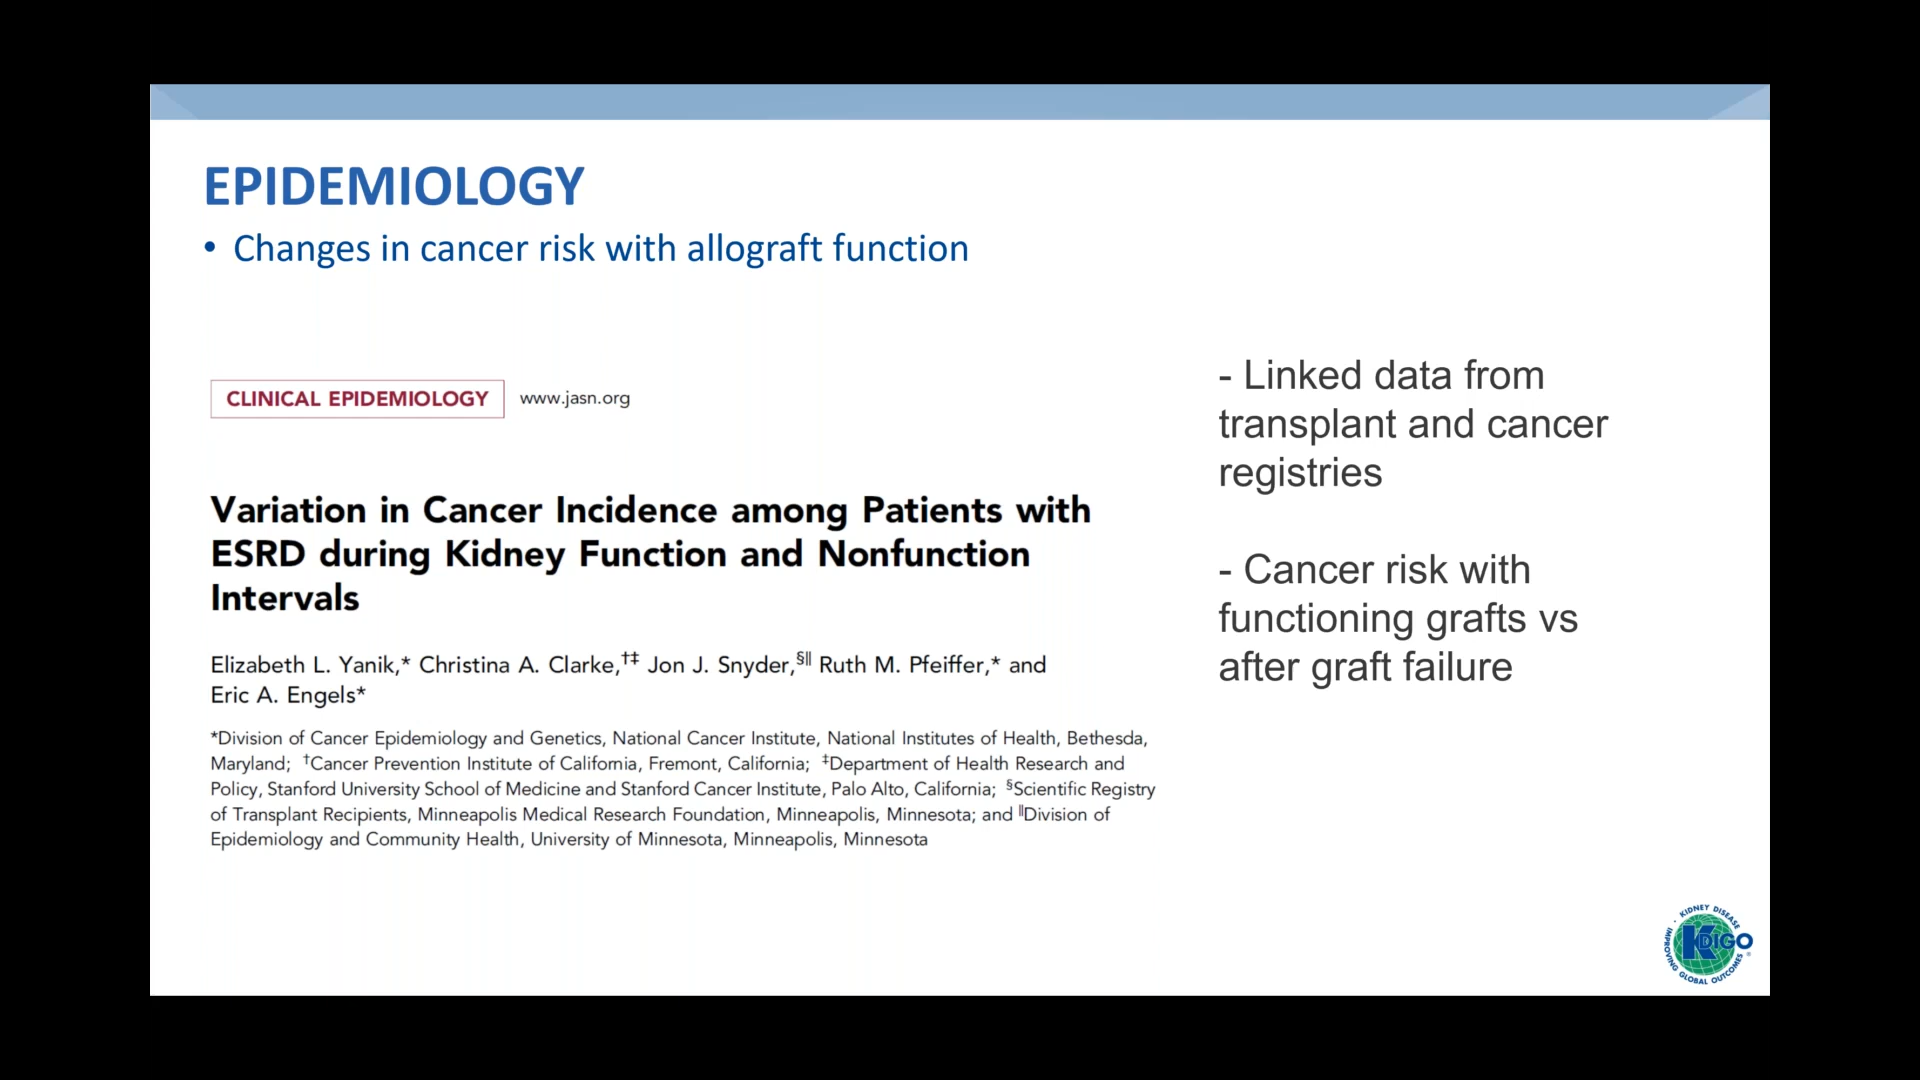 EPIDEMIOLOGY
• Changes in cancer risk with allograft function
CLINICAL EPIDEMIOLOGY www.jasn.org
Variation in Cancer Incidence among Patients with
ESRD during Kidney Function and Nonfunction
Intervals
Elizabeth L. Yanik,* Christina A. Clarke,†‡ Jon J. Snyder,§‖ Ruth M. Pfeiffer,* and
Eric A. Engels*
*Division of Cancer Epidemiology and Genetics, National Cancer Institute, National Institutes of Health, Bethesda,
Maryland; †Cancer Prevention Institute of California, Fremont, California; ‡Department of Health Research and
Policy, Stanford University School of Medicine and Stanford Cancer Institute, Palo Alto, California; §Scientific Registry
of Transplant Recipients, Minneapolis Medical Research Foundation, Minneapolis, Minnesota; and ‖Division of
Epidemiology and Community Health, University of Minnesota, Minneapolis, Minnesota
- Linked data from
transplant and cancer
registries
- Cancer risk with
functioning grafts vs
after graft failure
KIDNEY DISEASE
KDIGO®
IMPROVING GLOBAL OUTCOMES